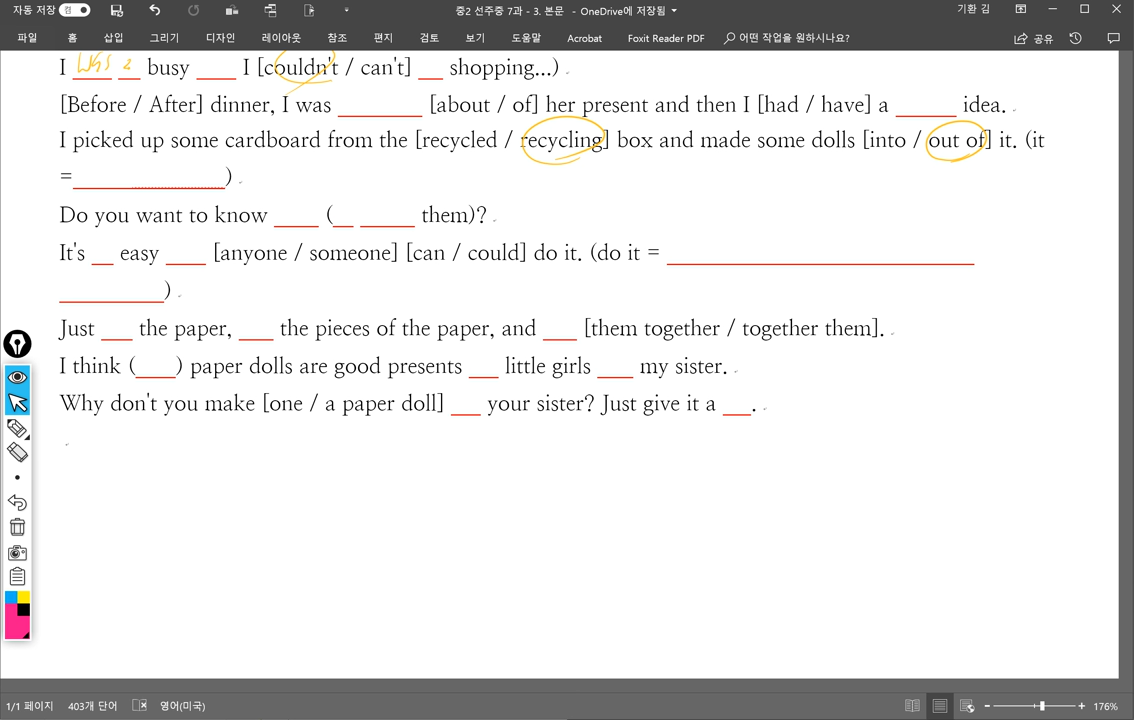 자동 저장 켬 중2 선주중 7과 - 3. 본문 - OneDrive에 저장됨 기환 김
파일 홈 삽입 그리기 디자인 레이아웃 참조 편지 검토 보기 도움말 Acrobat Foxit Reader PDF 어떤 작업을 원하시나요? 공유
I was ___ busy ____ I [couldn't / can't] ___ shopping...)
[Before / After] dinner, I was ________ [about / of] her present and then I [had / have] a ______ idea.
I picked up some cardboard from the [recycled / recycling] box and made some dolls [into / out of] it. (it
=______________)
Do you want to know ____ (__ _____ them)?
It's __ easy ____ [anyone / someone] [can / could] do it. (do it = ____________________________
__________)
Just ___ the paper, ___ the pieces of the paper, and ___ [them together / together them].
I think (____) paper dolls are good presents ___ little girls ___ my sister.
Why don't you make [one / a paper doll] ___ your sister? Just give it a ___.
1/1 페이지 403개 단어 영어(미국) 176%